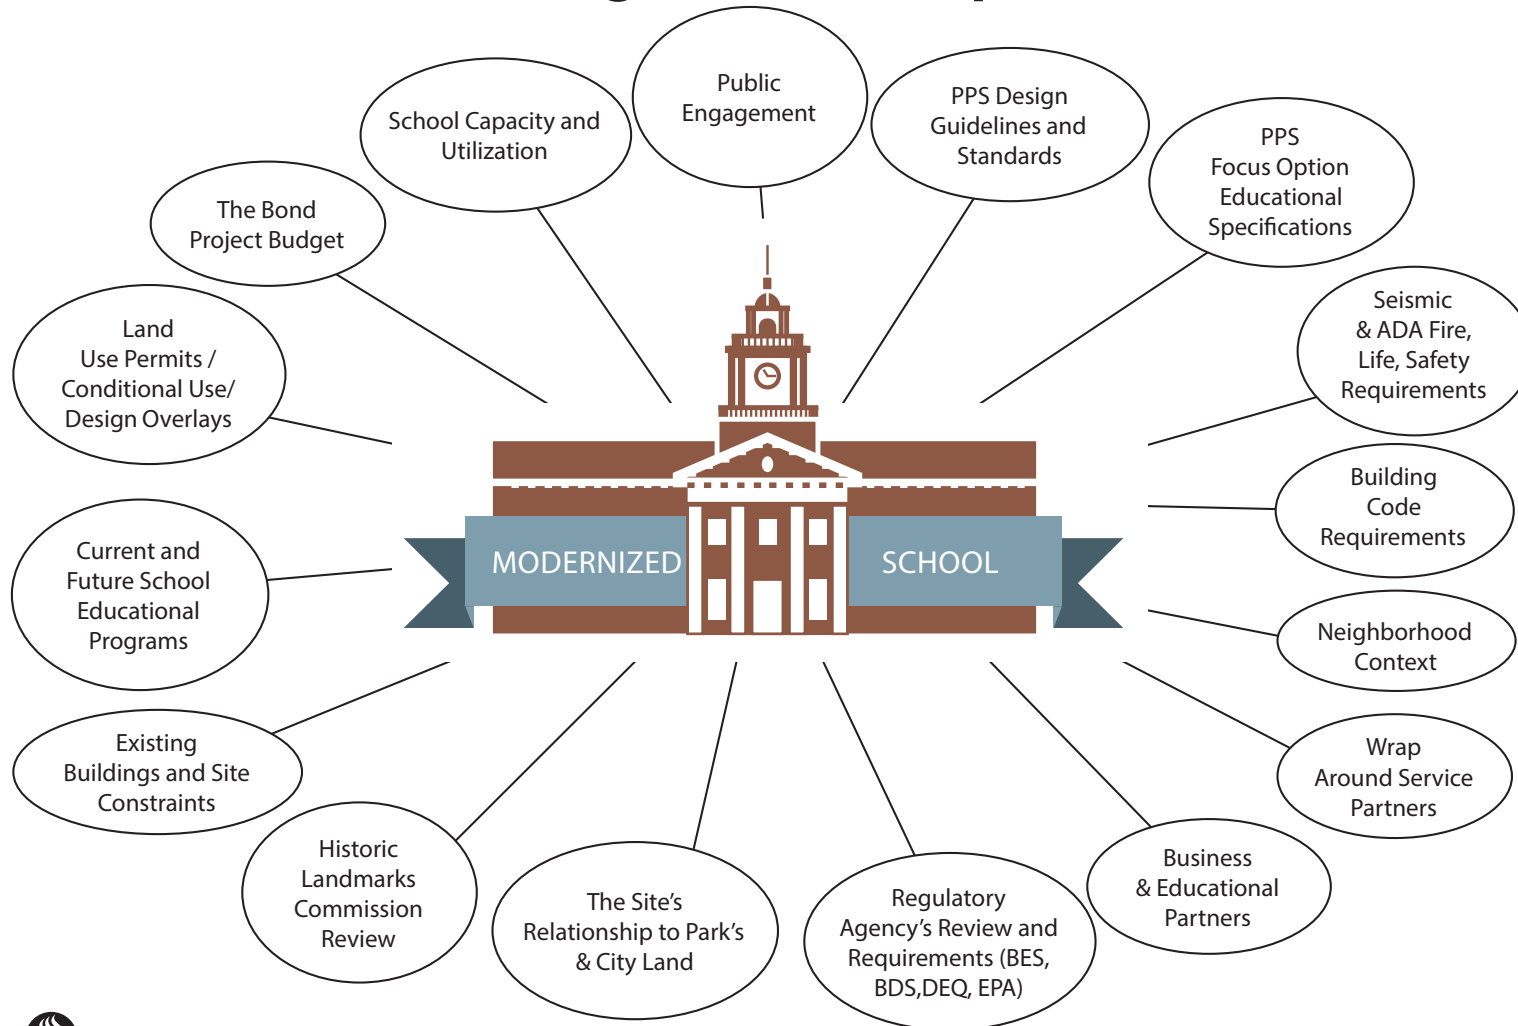 Public
Engagement
School Capacity and
Utilization
PPS Design
Guidelines and
Standards
PPS
Focus Option
Educational
Specifications
The Bond
Project Budget
Seismic
& ADA Fire,
Life, Safety
Requirements
Land
Use Permits /
Conditional Use/
Design Overlays
Building
Code
Requirements
MODERNIZED SCHOOL
Current and
Future School
Educational
Programs
Neighborhood
Context
Existing
Buildings and Site
Constraints
Wrap
Around Service
Partners
Historic
Landmarks
Commission
Review
The Site's
Relationship to Park's
& City Land
Regulatory
Agency's Review and
Requirements (BES,
BDS,DEQ, EPA)
Business
& Educational
Partners